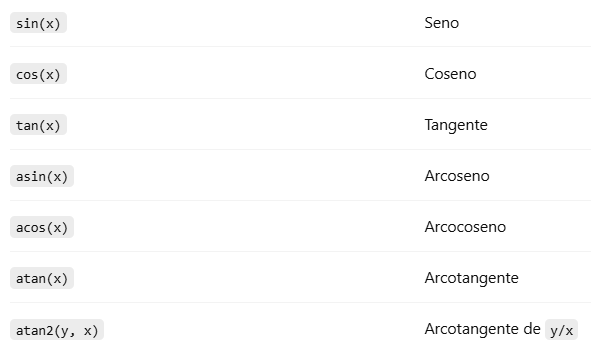 sin(x) Seno
cos(x) Coseno
tan(x) Tangente
asin(x) Arcoseno
acos(x) Arcocoseno
atan(x) Arcotangente
atan2(y, x) Arcotangente de y/x